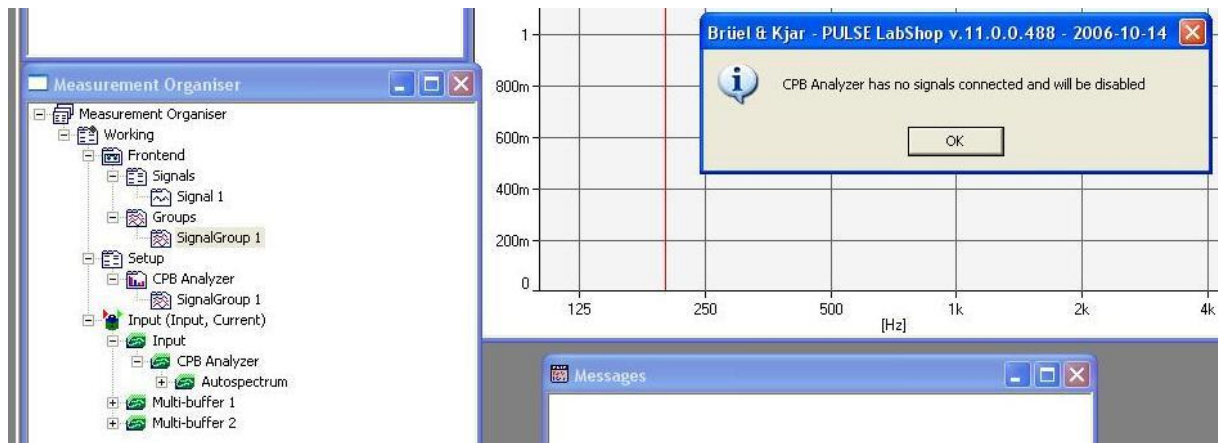 Measurement Organiser
Measurement Organiser
Working
Frontend
Signals
Signal 1
Groups
SignalGroup 1
Setup
CPB Analyzer
SignalGroup 1
Input (Input, Current)
Input
CPB Analyzer
Autospectrum
Multi-buffer 1
Multi-buffer 2
1
800m
600m
400m
200m
0
125 250 500 1k 2k 4k
[Hz]
Brüel & Kjær - PULSE LabShop v.11.0.0.488 - 2006-10-14
CPB Analyzer has no signals connected and will be disabled
OK
Messages